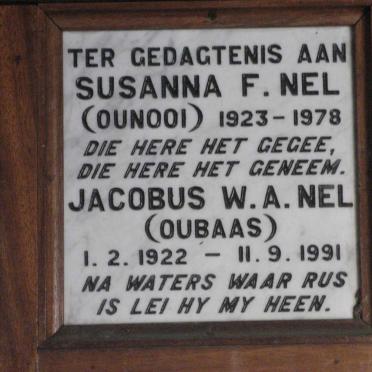 TER GEDAGTENIS AAN
SUSANNA F. NEL
(OUNOOI) 1923 – 1978
DIE HERE HET GEGEE,
DIE HERE HET GENEEM.
JACOBUS W. A. NEL
(OUBAAS)
1. 2. 1922 – 11. 9. 1991
NA WATERS WAAR RUS
IS LEI HY MY HEEN.